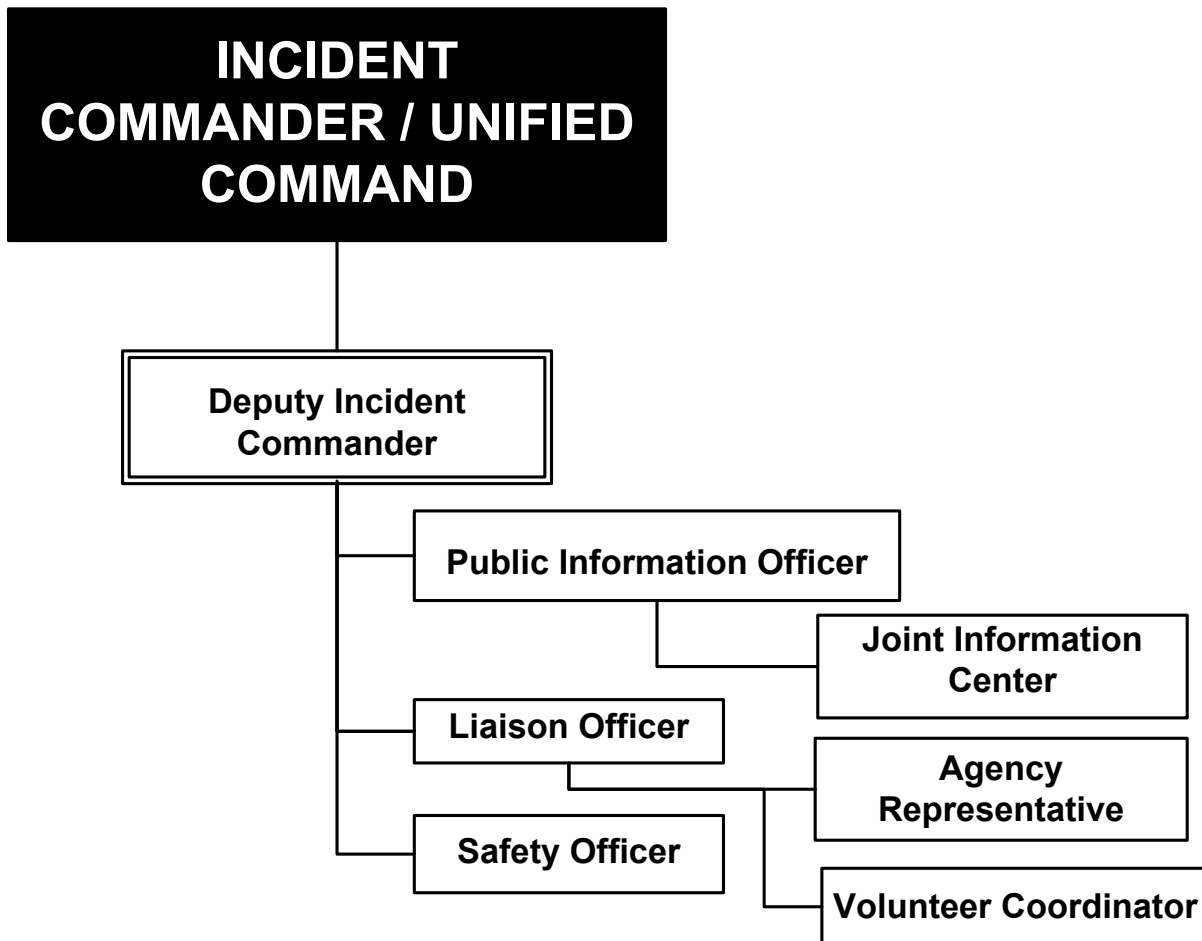 INCIDENT
COMMANDER / UNIFIED
COMMAND
Deputy Incident
Commander
Public Information Officer
Joint Information
Center
Liaison Officer
Agency
Representative
Safety Officer
Volunteer Coordinator